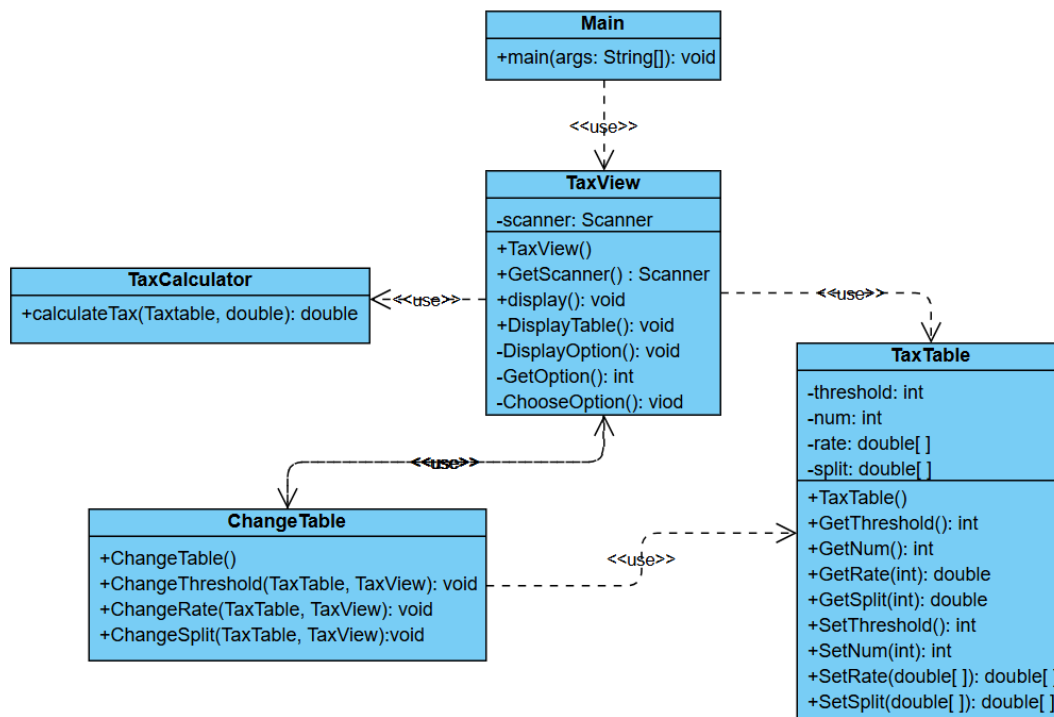 Main
+main(args: String[]): void
<<use>>
TaxView
-scanner: Scanner
+TaxView()
+GetScanner() : Scanner
+display(): void
+DisplayTable(): void
-DisplayOption(): void
-GetOption(): int
-ChooseOption(): viod
TaxCalculator
+calculateTax(Taxtable, double): double
<<use>>
<<use>>
TaxTable
-threshold: int
-num: int
-rate: double[ ]
-split: double[ ]
+TaxTable()
+GetThreshold(): int
+GetNum(): int
+GetRate(int): double
+GetSplit(int): double
+SetThreshold(): int
+SetNum(int): int
+SetRate(double[ ]): double[ ]
+SetSplit(double[ ]): double[ ]
<<use>>
ChangeTable
+ChangeTable()
+ChangeThreshold(TaxTable, TaxView): void
+ChangeRate(TaxTable, TaxView): void
+ChangeSplit(TaxTable, TaxView):void
<<use>>